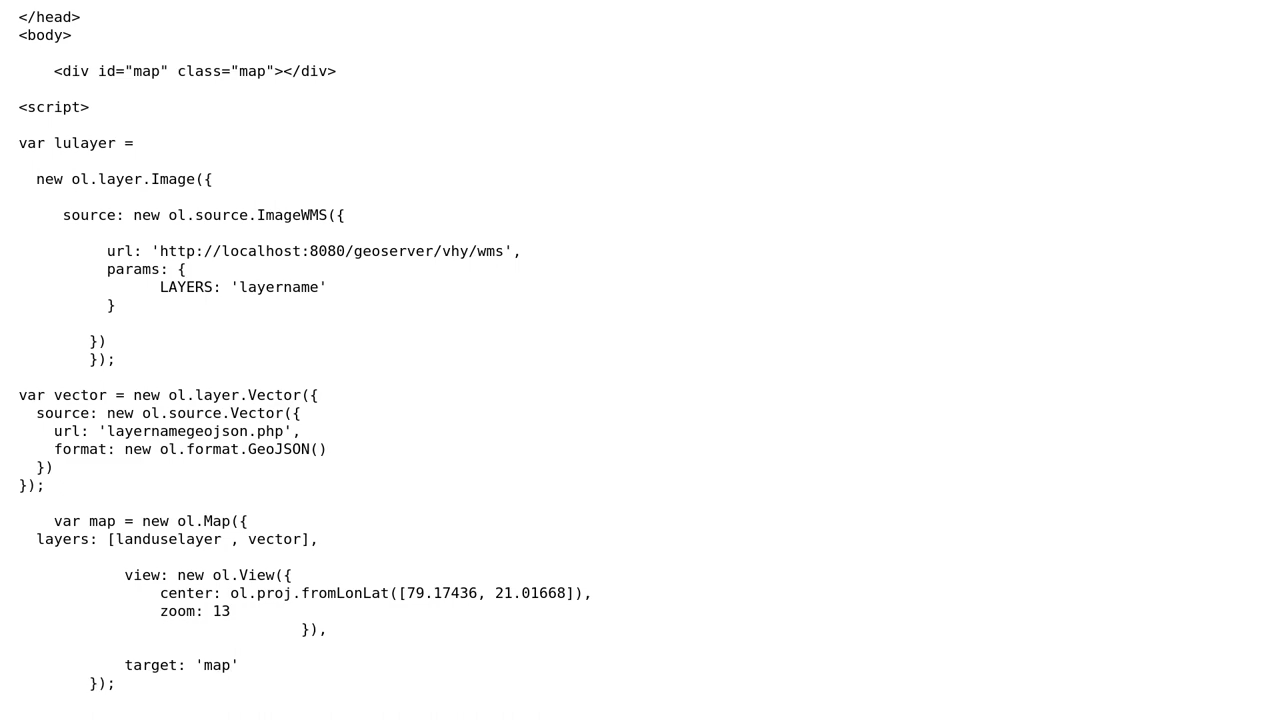 </head>
<body>
<div id="map" class="map"></div>
<script>
var lulayer =
new ol.layer.Image({
source: new ol.source.ImageWMS({
url: 'http://localhost:8080/geoserver/vhy/wms',
params: {
LAYERS: 'layername'
}
})
});
var vector = new ol.layer.Vector({
source: new ol.source.Vector({
url: 'layernamegeojson.php',
format: new ol.format.GeoJSON()
})
});
var map = new ol.Map({
layers: [landuselayer , vector],
view: new ol.View({
center: ol.proj.fromLonLat([79.17436, 21.01668]),
zoom: 13
}),
target: 'map'
});